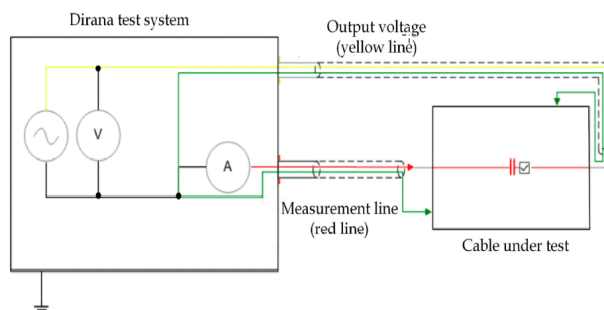 Dirana test system
Output voltage
(yellow line)
V
A
Measurement line
(red line)
Cable under test